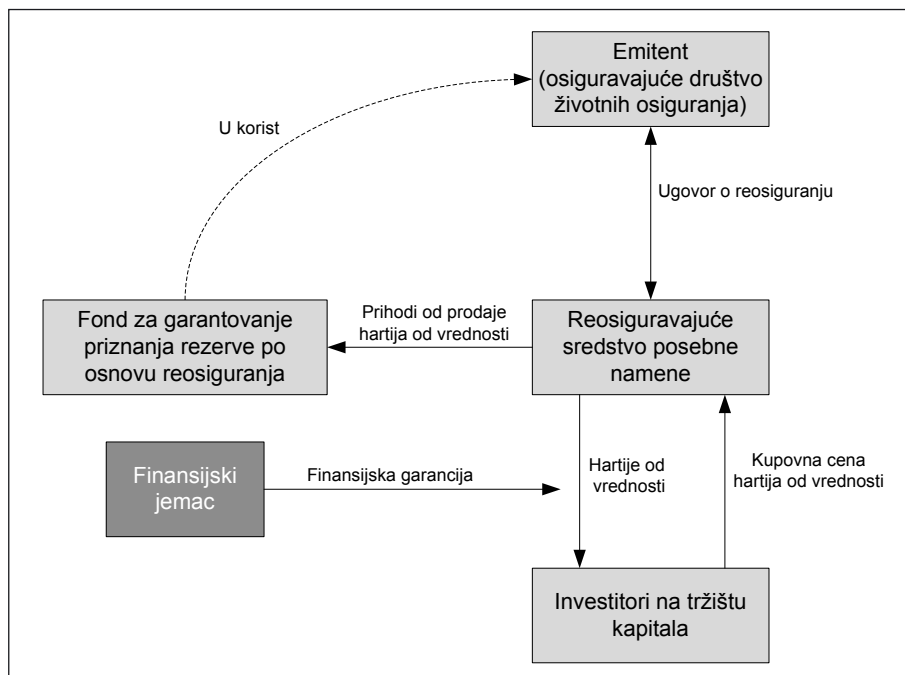 Emitent
(osiguravajuće društvo
životnih osiguranja)
U korist
Ugovor o reosiguranju
Fond za garantovanje
priznanja rezerve po
osnovu reosiguranja
Prihodi od prodaje
hartija od vrednosti
Reosiguravajuće
sredstvo posebne
namene
Finansijski
jemac
Finansijska garancija
Hartije od
vrednosti
Kupovna cena
hartija od vrednosti
Investitori na tržištu
kapitala